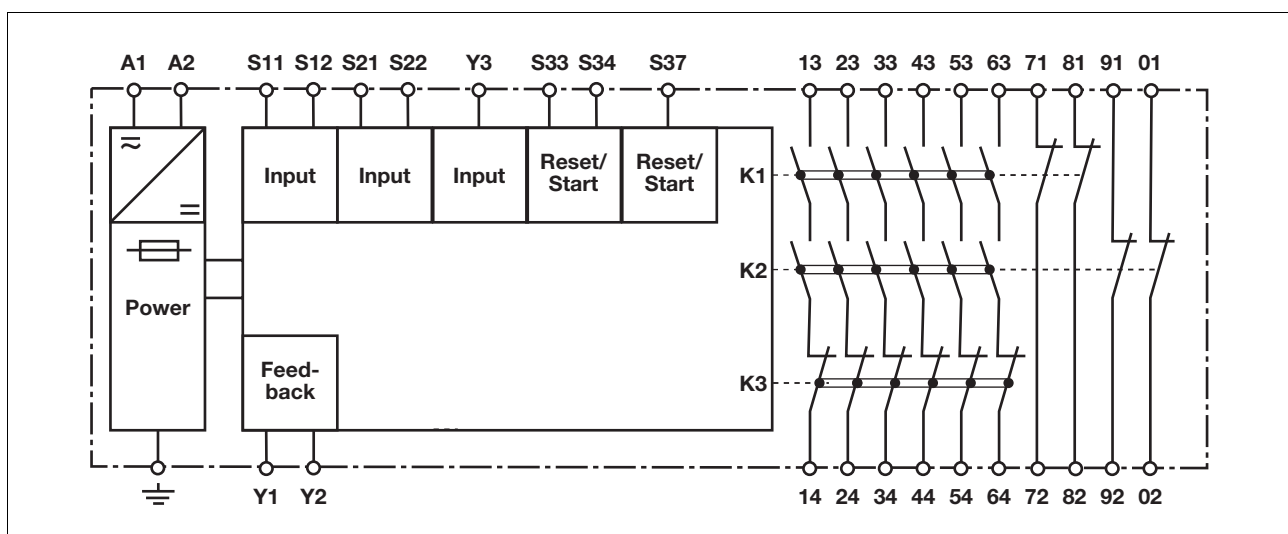 A1 A2 S11 S12 S21 S22 Y3 S33 S34 S37 13 23 33 43 53 63 71 81 91 01
Input Input Input Reset/ Reset/
Start Start
K1
K2
Power
Feed-
back
K3
Y1 Y2 14 24 34 44 54 64 72 82 92 02